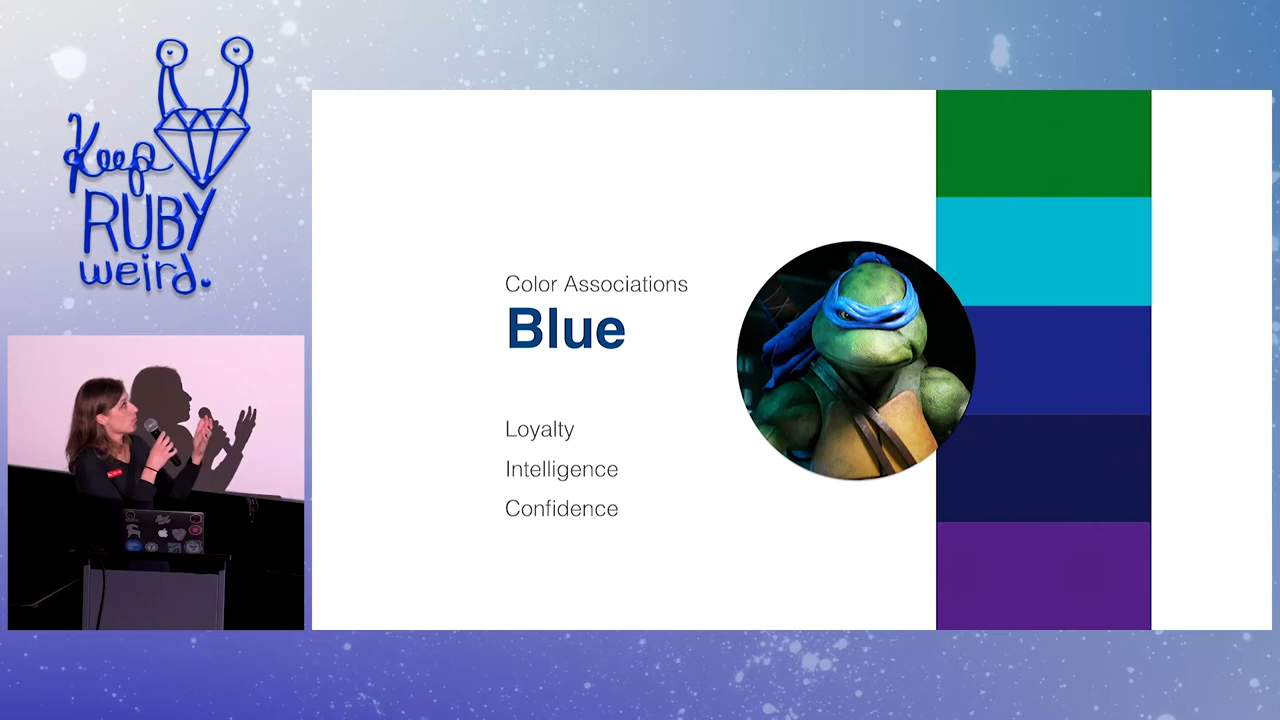 Keep
RUBY
weird.
Color Associations
Blue
Loyalty
Intelligence
Confidence